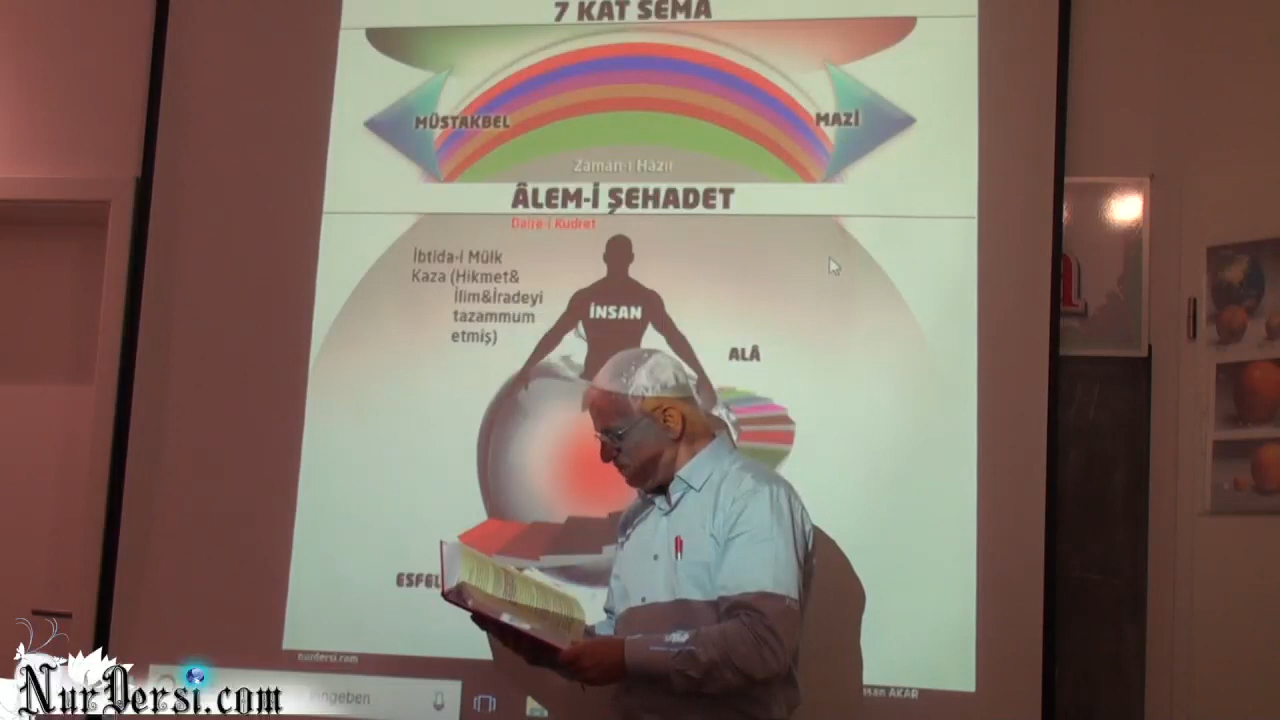 7 KAT SEMA
MÜSTAKBEL
MAZİ
Zaman-ı Hazır
ÂLEM-İ ŞEHADET
Daire-i Kudret
İbtida-i Mülk
Kaza (Hikmet&
İlim&İradeyi
tazammum
etmiş)
İNSAN
ALÂ
ESFEL
nurdersi.com
AKAR
NurDersi.com